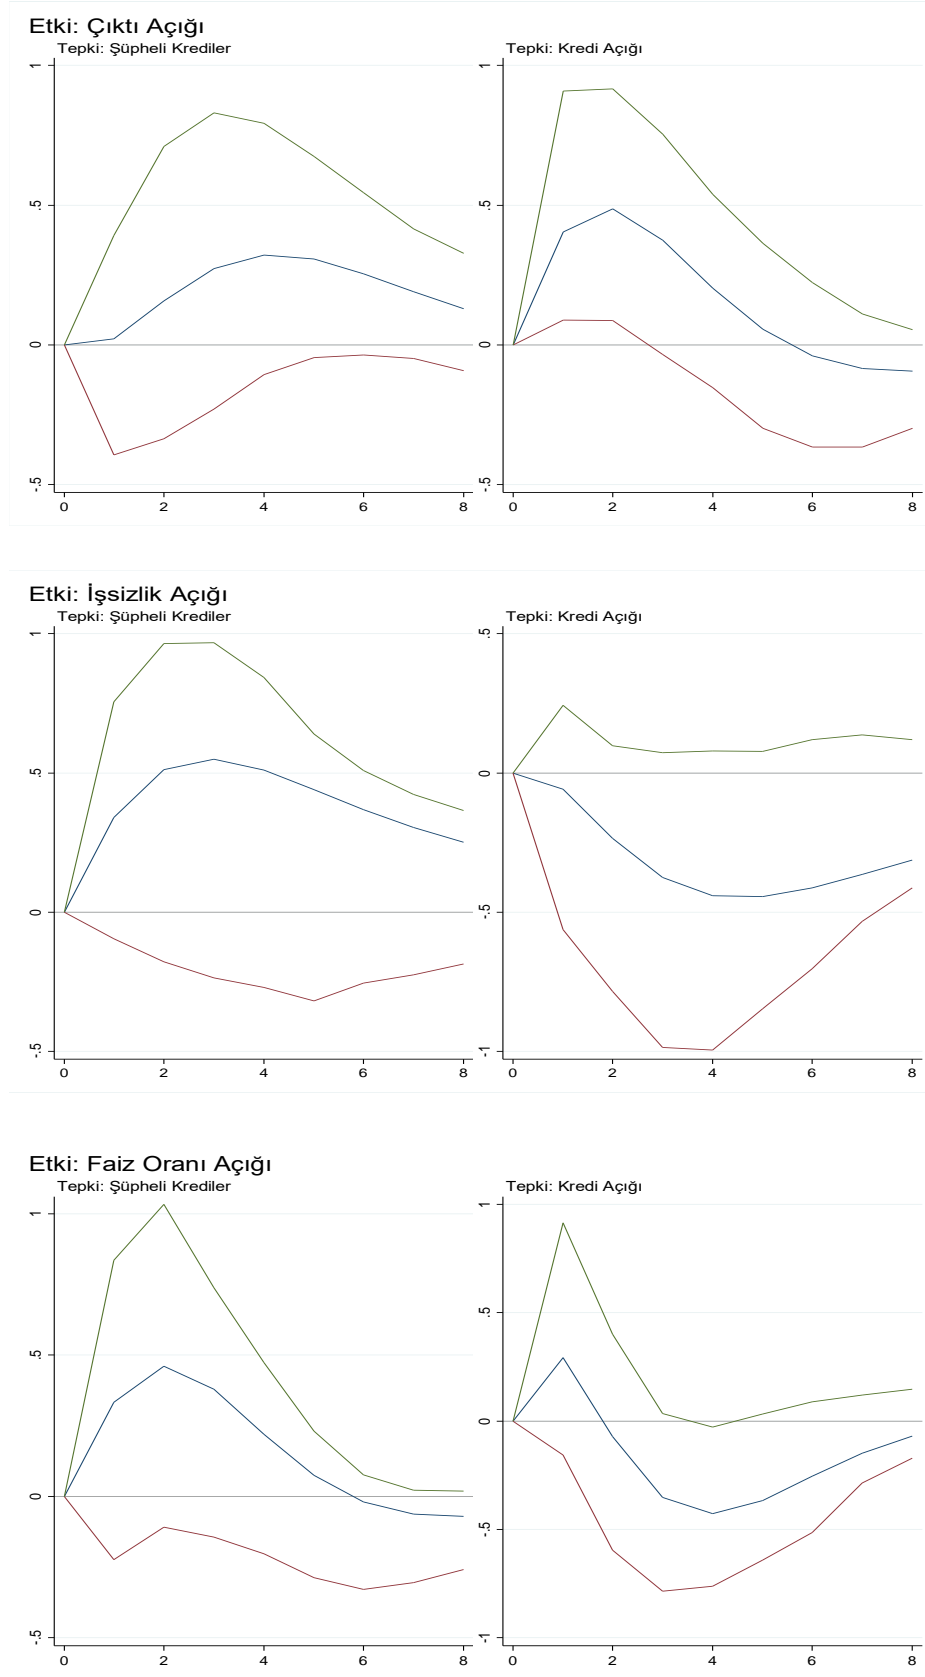 Etki: Çıktı Açığı
Tepki: Şüpheli Krediler
Tepki: Kredi Açığı
1
.5
0
-.5
0 2 4 6 8
1
.5
0
-.5
0 2 4 6 8
Etki: İşsizlik Açığı
Tepki: Şüpheli Krediler
Tepki: Kredi Açığı
1
.5
0
-.5
0 2 4 6 8
.5
0
-.5
-1
0 2 4 6 8
Etki: Faiz Oranı Açığı
Tepki: Şüpheli Krediler
Tepki: Kredi Açığı
1
.5
0
-.5
0 2 4 6 8
1
.5
0
-.5
-1
0 2 4 6 8